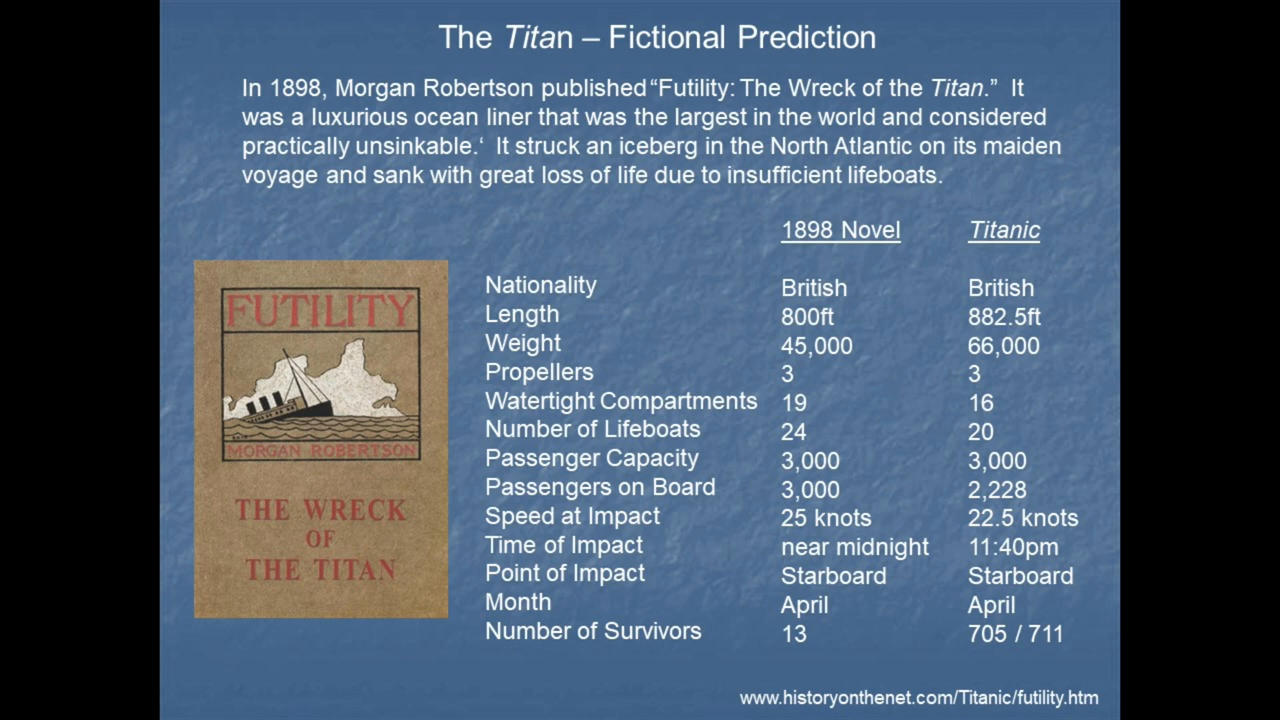 The Titan – Fictional Prediction
In 1898, Morgan Robertson published “Futility: The Wreck of the Titan.” It
was a luxurious ocean liner that was the largest in the world and considered
practically unsinkable.‘ It struck an iceberg in the North Atlantic on its maiden
voyage and sank with great loss of life due to insufficient lifeboats.
1898 Novel Titanic
Nationality British British
Length 800ft 882.5ft
Weight 45,000 66,000
Propellers 3 3
Watertight Compartments 19 16
Number of Lifeboats 24 20
Passenger Capacity 3,000 3,000
Passengers on Board 3,000 2,228
Speed at Impact 25 knots 22.5 knots
Time of Impact near midnight 11:40pm
Point of Impact Starboard Starboard
Month April April
Number of Survivors 13 705 / 711
FUTILITY
MORGAN ROBERTSON
THE WRECK
OF
THE TITAN
www.historyonthenet.com/Titanic/futility.htm